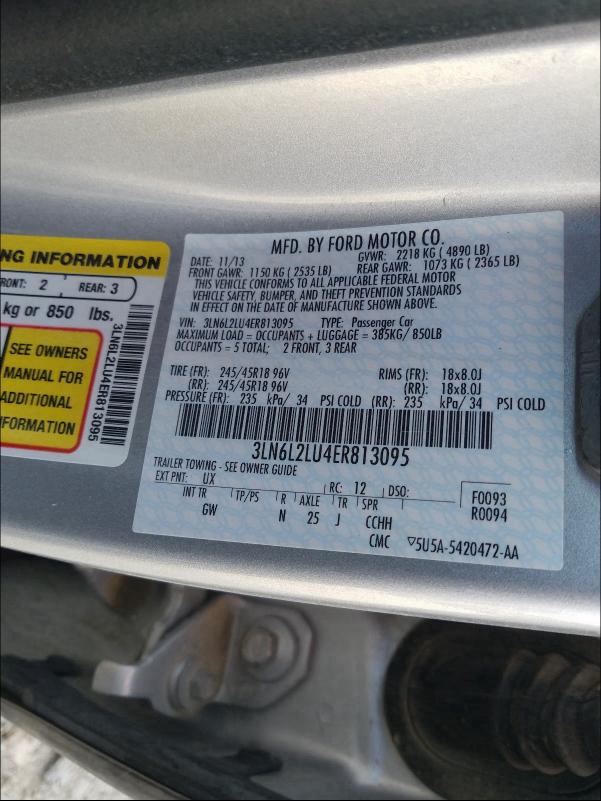 NG INFORMATION
RONT: 2 REAR: 3
kg or 850 lbs.
SEE OWNERS
MANUAL FOR
ADDITIONAL
INFORMATION
3LN6L2LU4ER813095
MFD. BY FORD MOTOR CO.
DATE: 11/13 GVWR: 2218 KG ( 4890 LB)
FRONT GAWR: 1150 KG ( 2535 LB) REAR GAWR: 1073 KG ( 2365 LB)
THIS VEHICLE CONFORMS TO ALL APPLICABLE FEDERAL MOTOR
VEHICLE SAFETY, BUMPER, AND THEFT PREVENTION STANDARDS
IN EFFECT ON THE DATE OF MANUFACTURE SHOWN ABOVE.
VIN: 3LN6L2LU4ER813095 TYPE: Passenger Car
MAXIMUM LOAD = OCCUPANTS + LUGGAGE = 385KG/ 850LB
OCCUPANTS = 5 TOTAL; 2 FRONT, 3 REAR
TIRE (FR): 245/45R18 96V RIMS (FR): 18x8.0J
(RR): 245/45R18 96V (RR): 18x8.0J
PRESSURE (FR): 235 kPa/ 34 PSI COLD (RR): 235 kPa/ 34 PSI COLD
3LN6L2LU4ER813095
TRAILER TOWING - SEE OWNER GUIDE
EXT PNT: UX RC: 12 DSO: F0093
INT TR TP/PS R AXLE TR SPR R0094
GW N 25 J CCHH
CMC ▽5U5A-5420472-AA